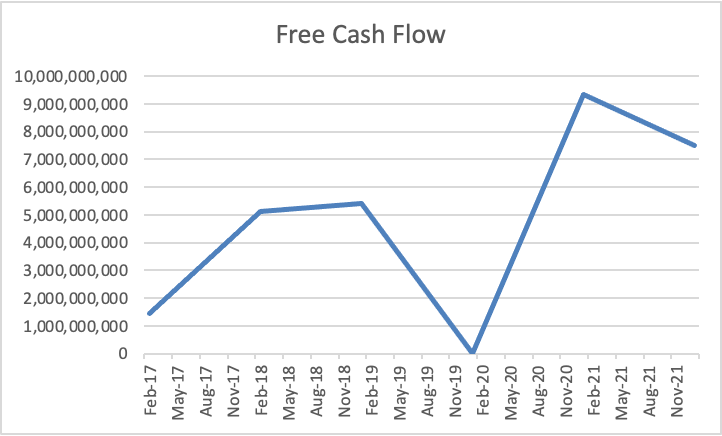 Free Cash Flow
10,000,000,000
9,000,000,000
8,000,000,000
7,000,000,000
6,000,000,000
5,000,000,000
4,000,000,000
3,000,000,000
2,000,000,000
1,000,000,000
0
Feb-17
May-17
Aug-17
Nov-17
Feb-18
May-18
Aug-18
Nov-18
Feb-19
May-19
Aug-19
Nov-19
Feb-20
May-20
Aug-20
Nov-20
Feb-21
May-21
Aug-21
Nov-21